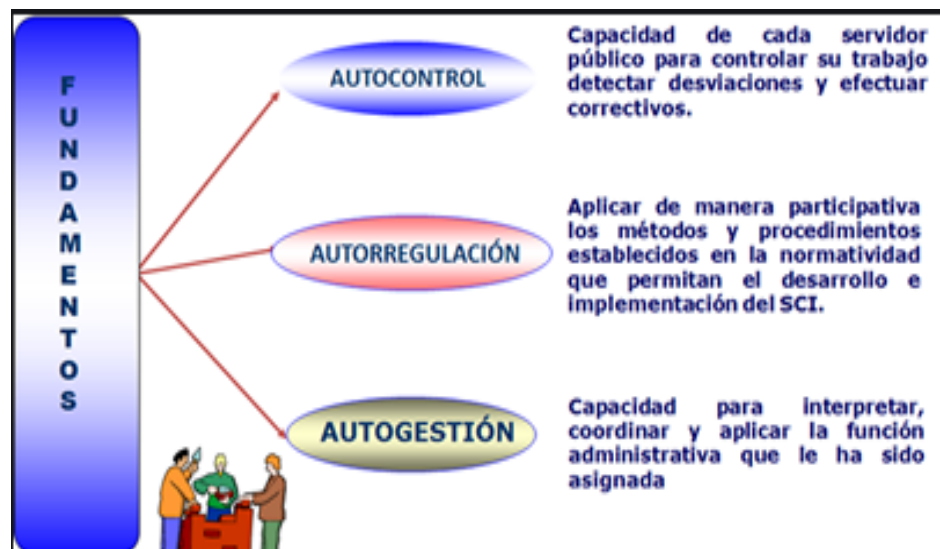 FUNDAMENTOS
AUTOCONTROL
Capacidad de cada servidor
público para controlar su trabajo
detectar desviaciones y efectuar
correctivos.
AUTORREGULACIÓN
Aplicar de manera participativa
los métodos y procedimientos
establecidos en la normatividad
que permitan el desarrollo e
implementación del SCI.
AUTOGESTIÓN
Capacidad para interpretar,
coordinar y aplicar la función
administrativa que le ha sido
asignada